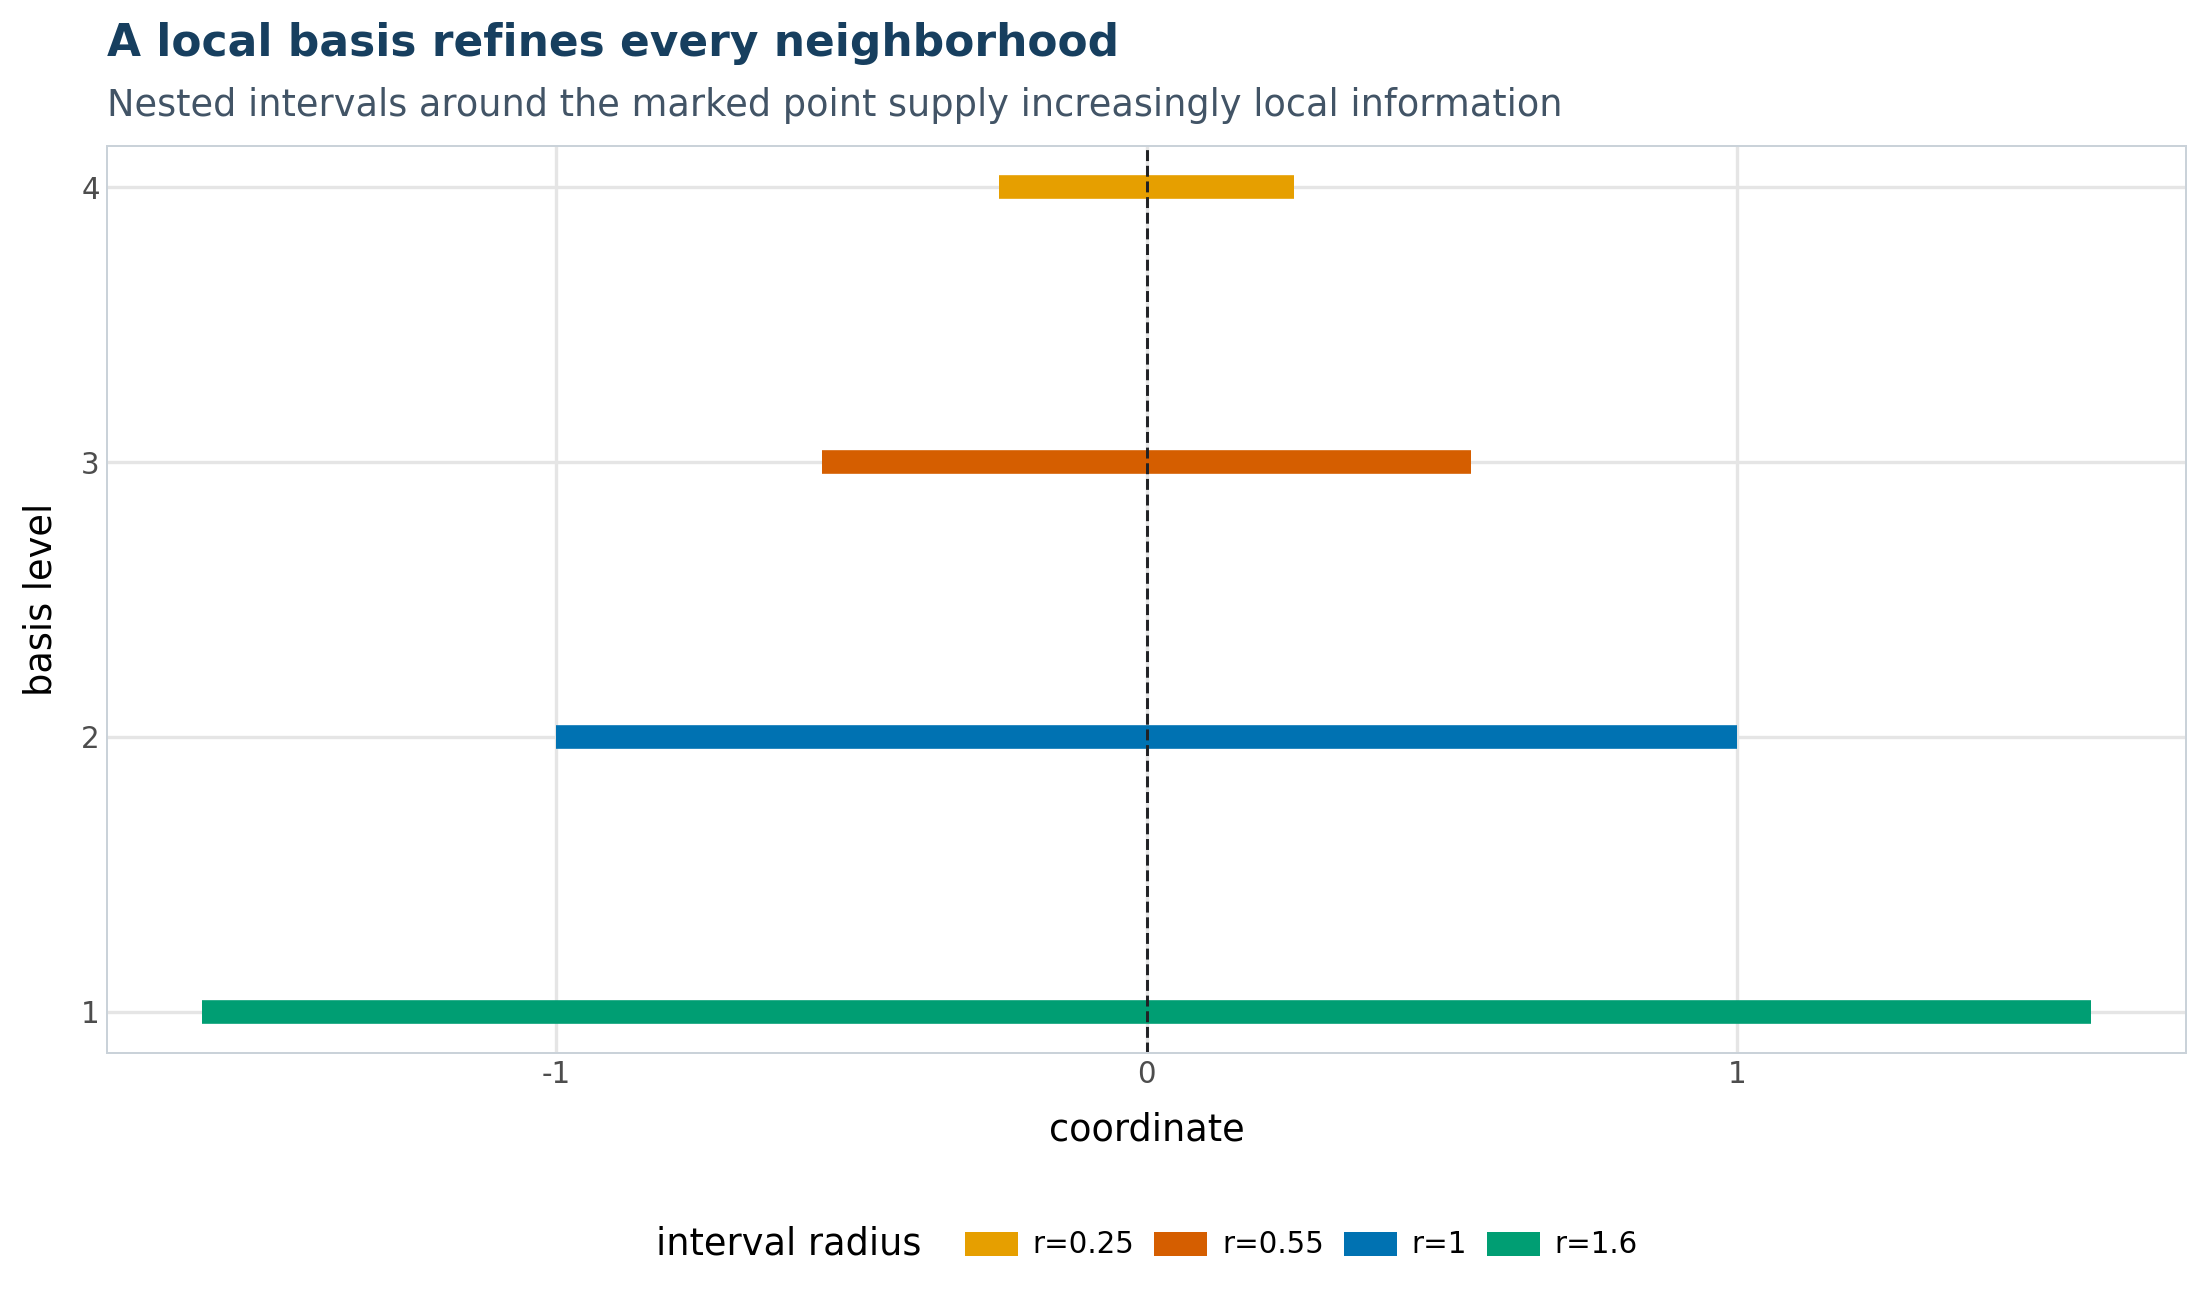 A local basis refines every neighborhood
Nested intervals around the marked point supply increasingly local information
basis level
4
3
2
1
-1 0 1
coordinate
interval radius r=0.25 r=0.55 r=1 r=1.6